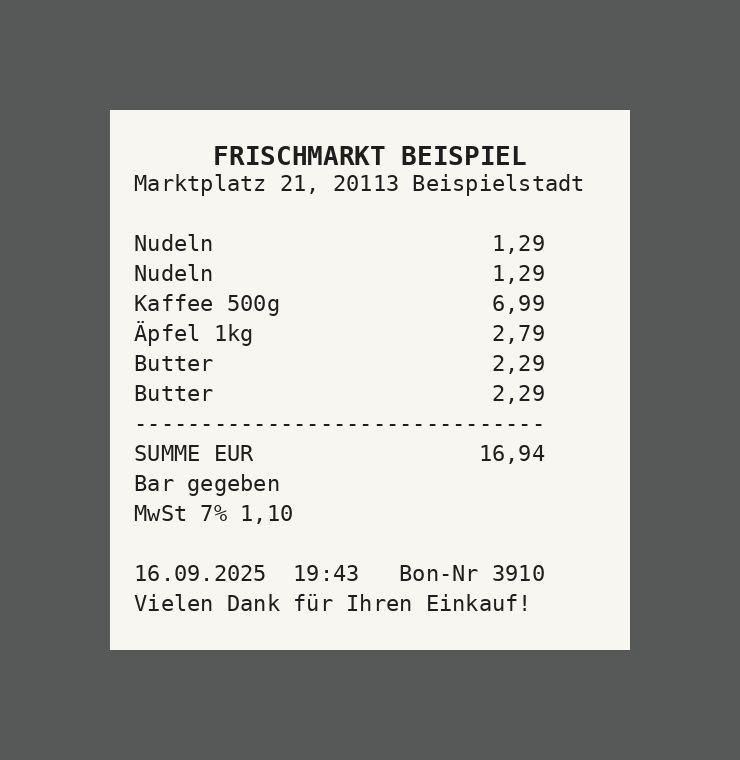 FRISCHMARKT BEISPIEL
Marktplatz 21, 20113 Beispielstadt
Nudeln 1,29
Nudeln 1,29
Kaffee 500g 6,99
Äpfel 1kg 2,79
Butter 2,29
Butter 2,29
-------------------------------
SUMME EUR 16,94
Bar gegeben
MwSt 7% 1,10
16.09.2025 19:43 Bon-Nr 3910
Vielen Dank für Ihren Einkauf!